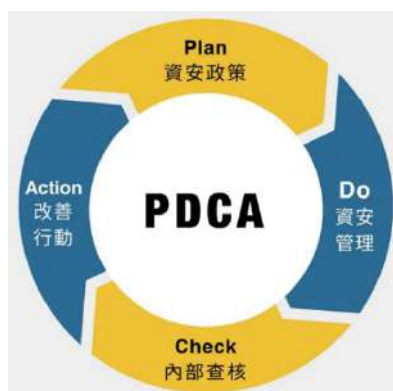 Plan
資安政策
Action
改善
行動
PDCA
Do
資安
管理
Check
內部查核